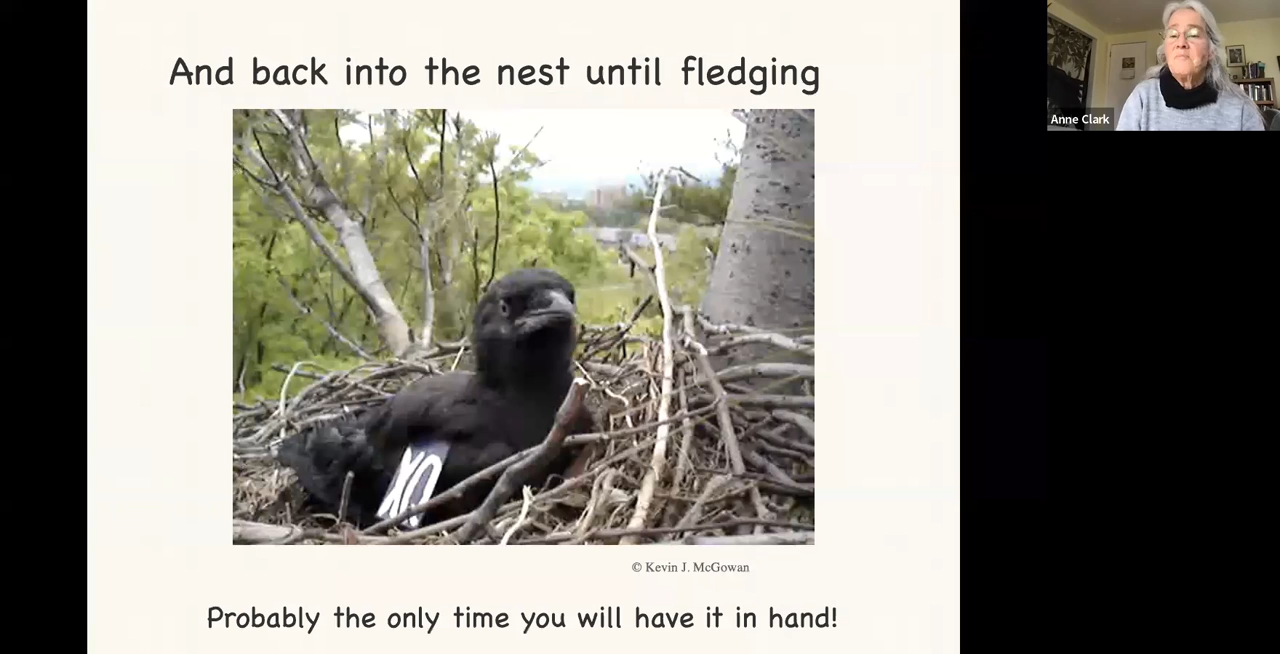 And back into the nest until fledging
Anne Clark
XO
© Kevin J. McGowan
Probably the only time you will have it in hand!